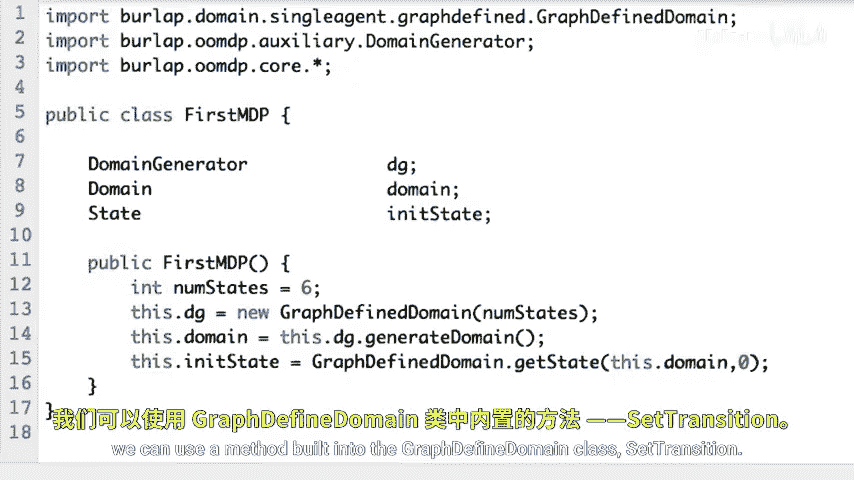 1 import burlap.domain.singleagent.graphdefined.GraphDefinedDomain;
2 import burlap.oomdp.auxiliary.DomainGenerator;
3 import burlap.oomdp.core.*;
4
5 public class FirstMDP {
6
7 DomainGenerator dg;
8 Domain domain;
9 State initState;
10
11 public FirstMDP() {
12 int numStates = 6;
13 this.dg = new GraphDefinedDomain(numStates);
14 this.domain = this.dg.generateDomain();
15 this.initState = GraphDefinedDomain.getState(this.domain,0);
16 }
17 }
18
我们可以使用 GraphDefineDomain 类中内置的方法 ——SetTransition。
we can use a method built into the GraphDefineDomain class, SetTransition.